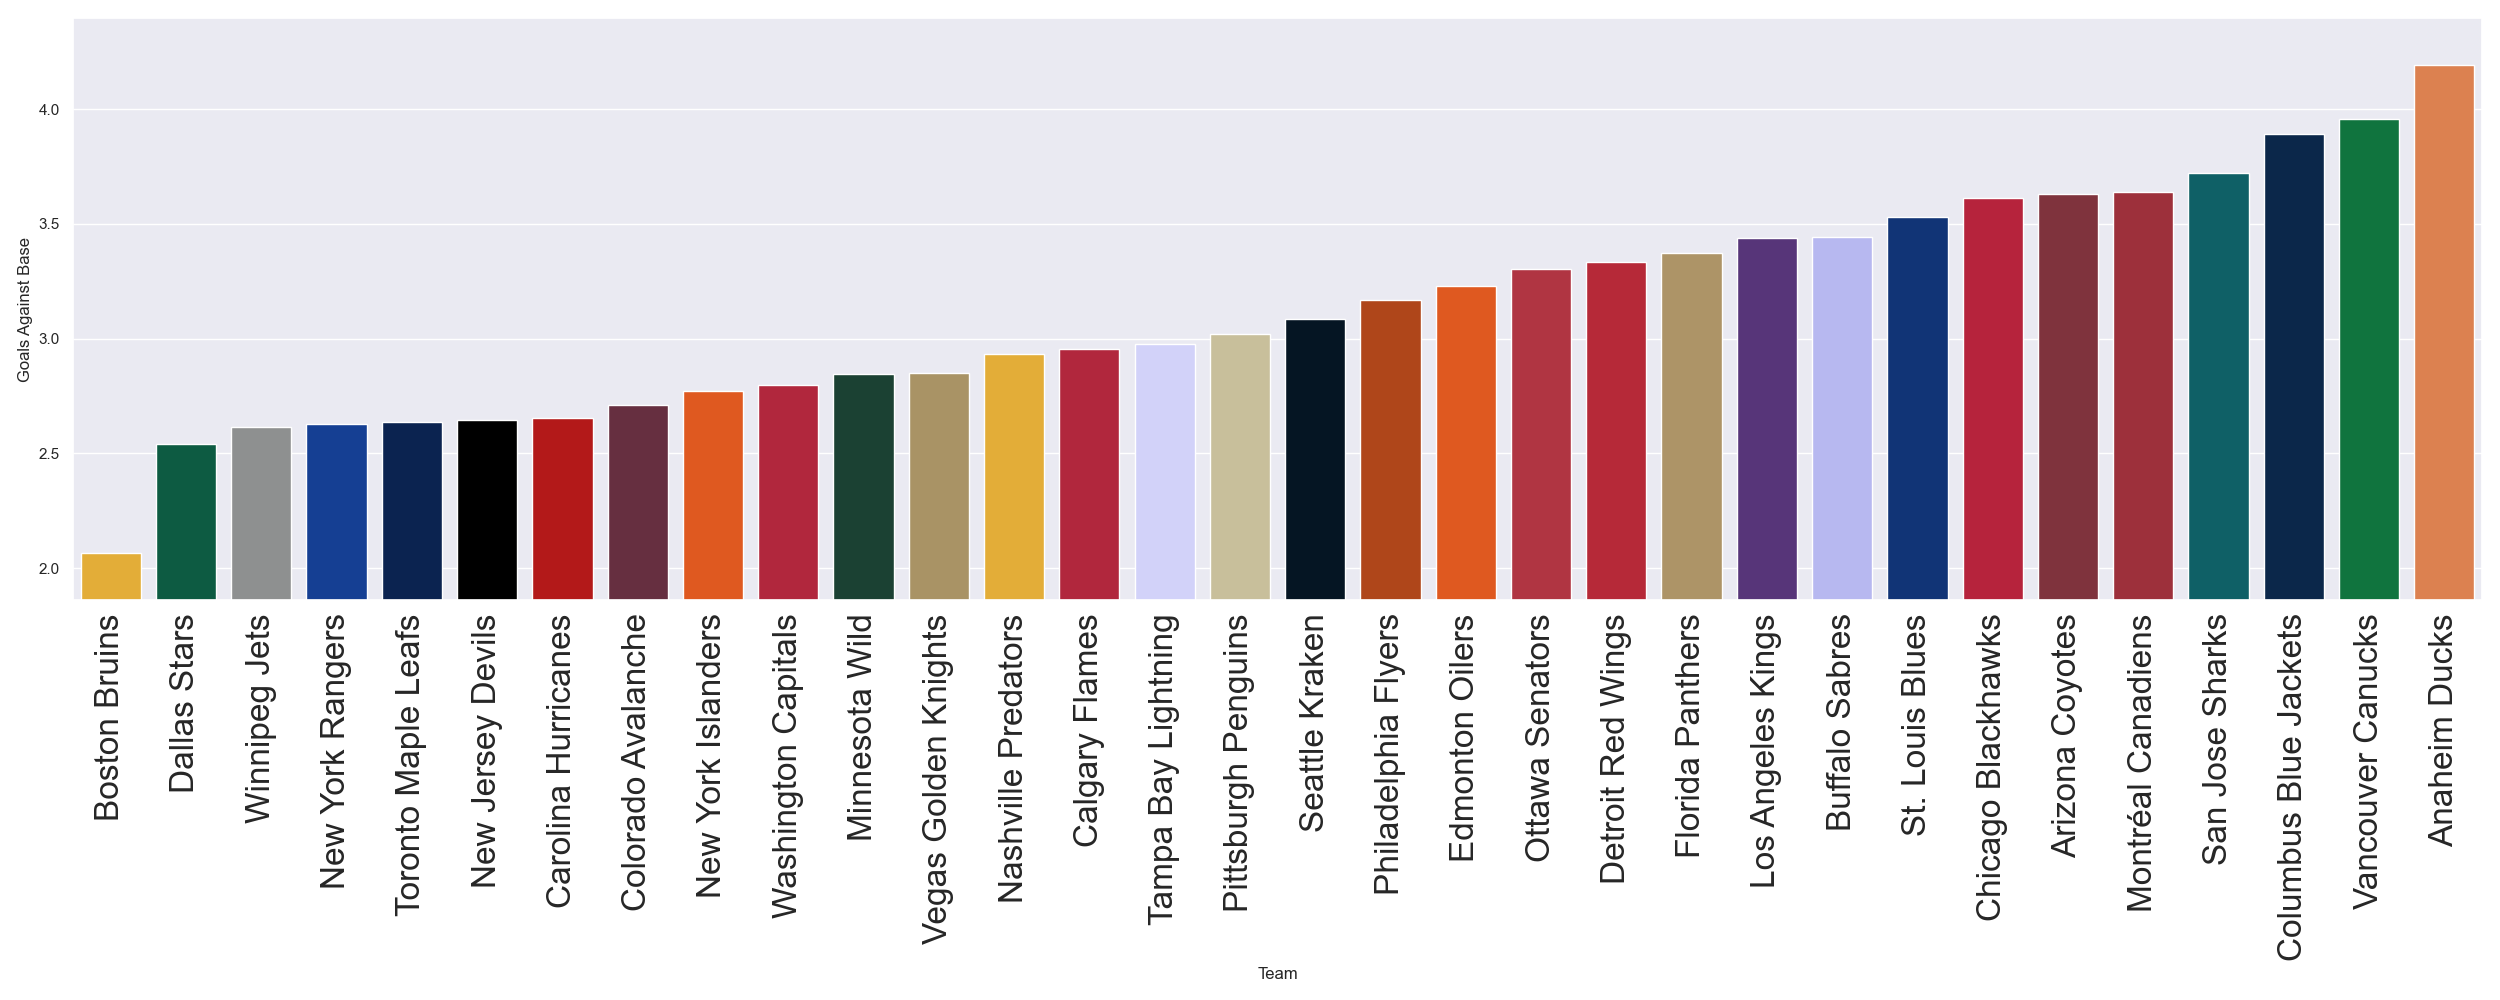 Goals Against Base
4.0
3.5
3.0
2.5
2.0
Boston Bruins
Dallas Stars
Winnipeg Jets
New York Rangers
Toronto Maple Leafs
New Jersey Devils
Carolina Hurricanes
Colorado Avalanche
New York Islanders
Washington Capitals
Minnesota Wild
Vegas Golden Knights
Nashville Predators
Calgary Flames
Tampa Bay Lightning
Pittsburgh Penguins
Seattle Kraken
Philadelphia Flyers
Edmonton Oilers
Ottawa Senators
Detroit Red Wings
Florida Panthers
Los Angeles Kings
Buffalo Sabres
St. Louis Blues
Chicago Blackhawks
Arizona Coyotes
Montréal Canadiens
San Jose Sharks
Columbus Blue Jackets
Vancouver Canucks
Anaheim Ducks
Team